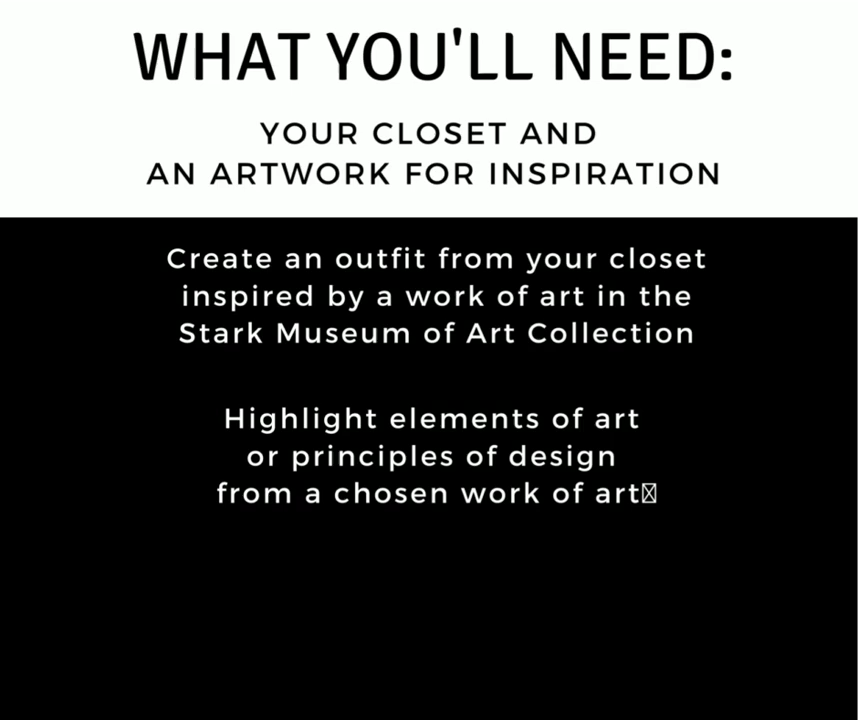 WHAT YOU'LL NEED:
YOUR CLOSET AND
AN ARTWORK FOR INSPIRATION
Create an outfit from your closet
inspired by a work of art in the
Stark Museum of Art Collection
Highlight elements of art
or principles of design
from a chosen work of art